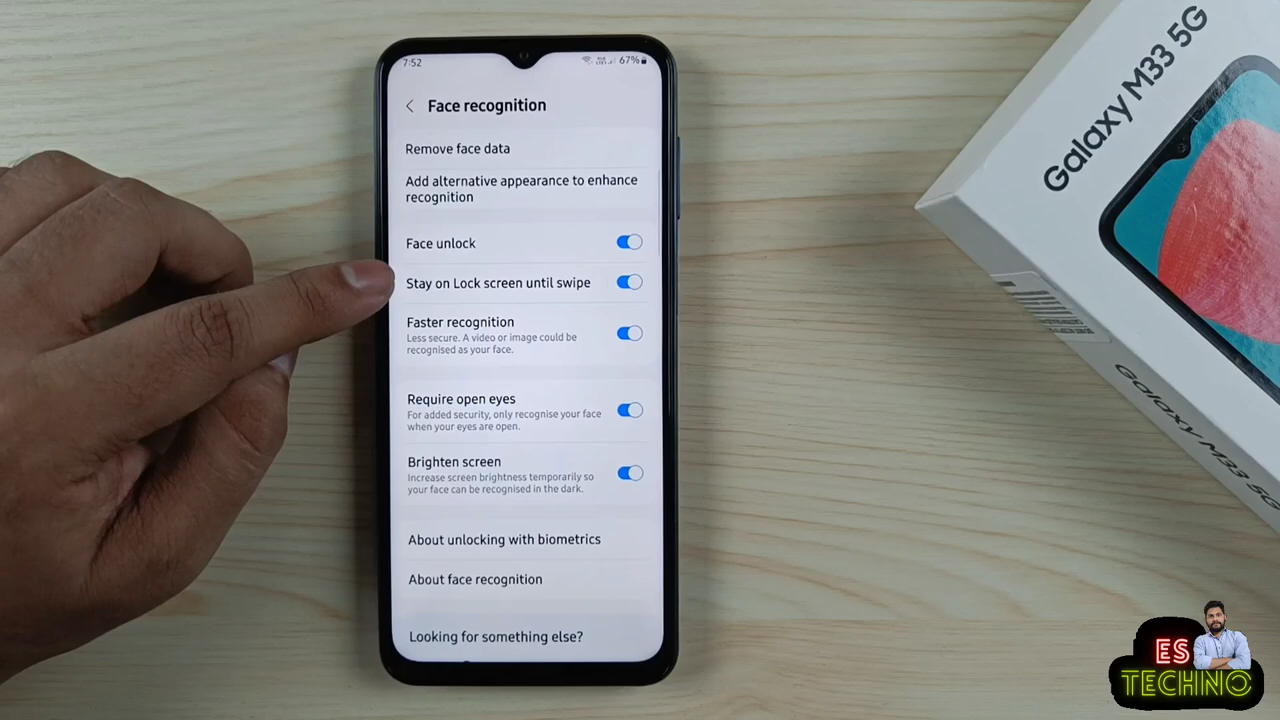 7:52
67%
Face recognition
Remove face data
Add alternative appearance to enhance
recognition
Face unlock
Stay on Lock screen until swipe
Faster recognition
Less secure. A video or image could be
recognised as your face.
Require open eyes
For added security, only recognise your face
when your eyes are open.
Brighten screen
Increase screen brightness temporarily so
your face can be recognised in the dark.
About unlocking with biometrics
About face recognition
Looking for something else?
Galaxy M33 5G
Galaxy M33 5G
ES
TECHNO